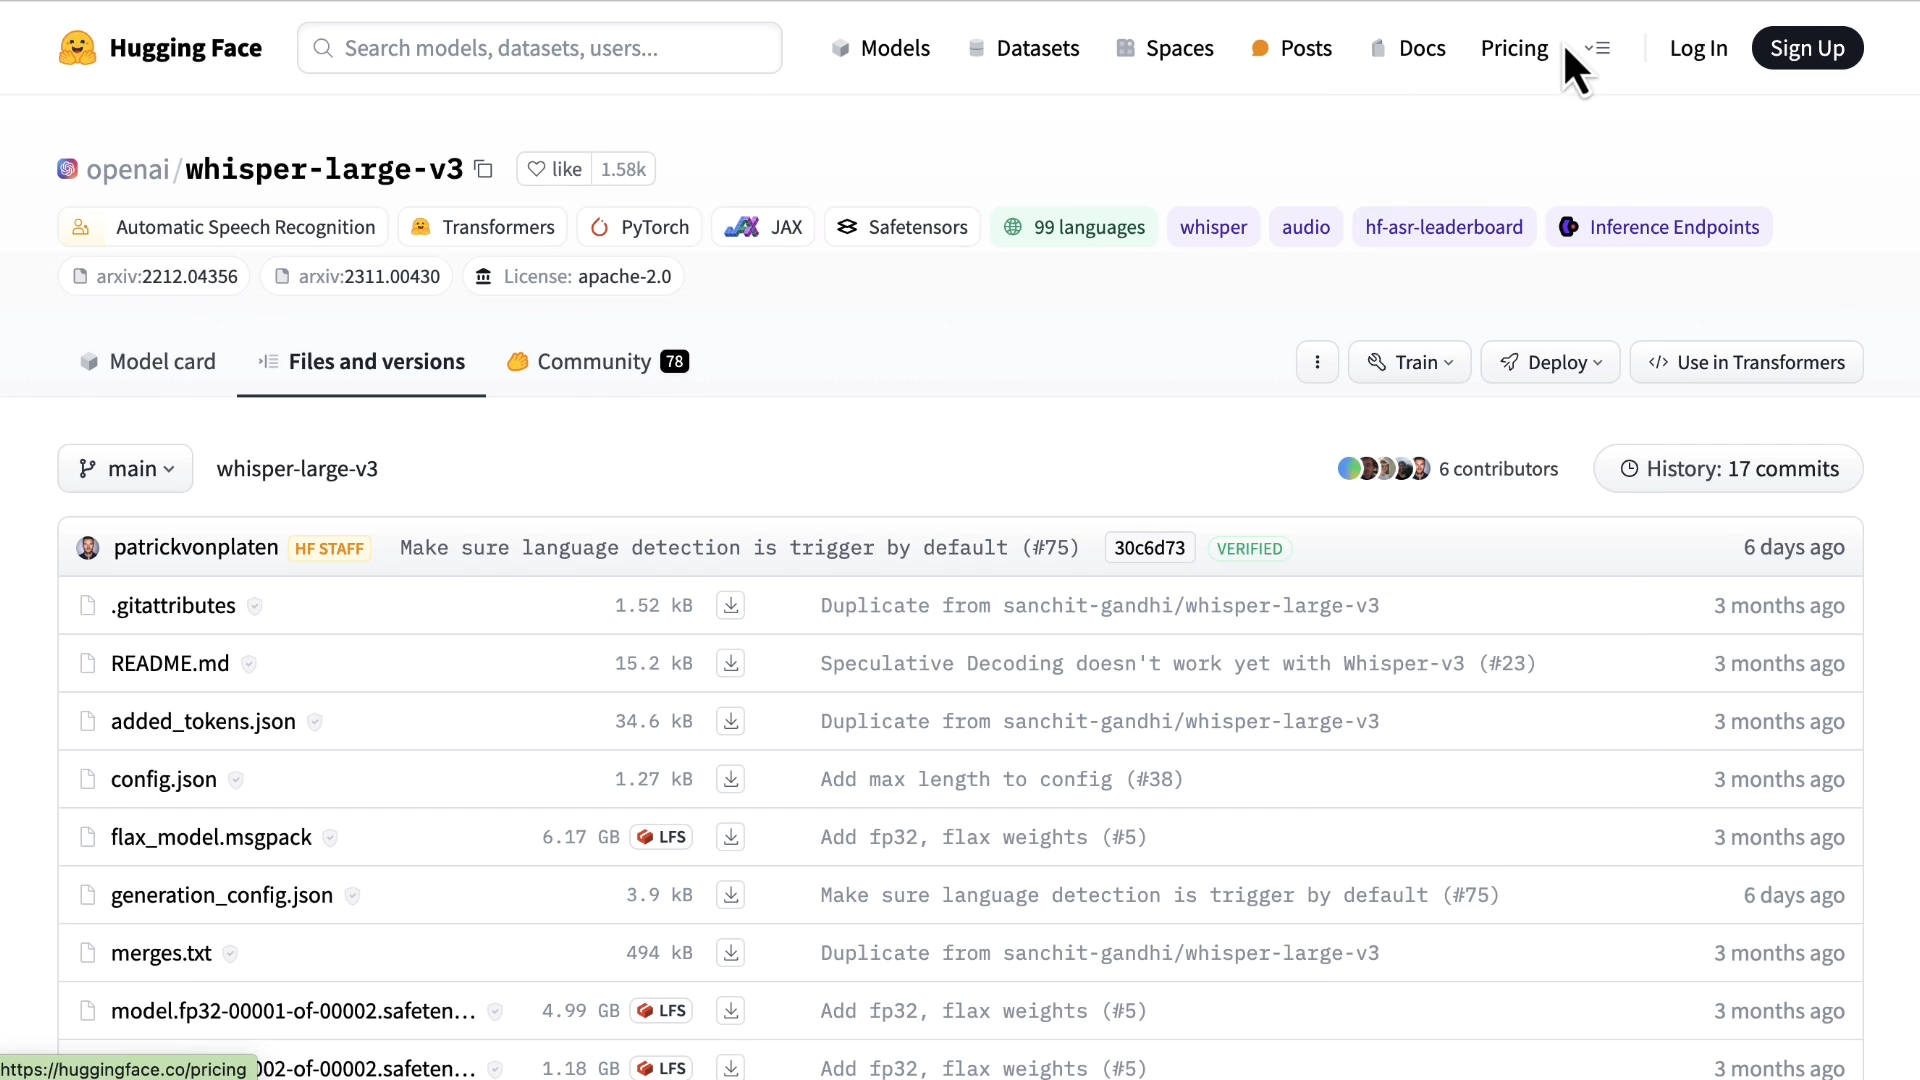 Hugging Face
Search models, datasets, users...
Models
Datasets
Spaces
Posts
Docs
Pricing
Log In
Sign Up
openai/whisper-large-v3
like 1.58k
Automatic Speech Recognition
Transformers
PyTorch
JAX
Safetensors
99 languages
whisper
audio
hf-asr-leaderboard
Inference Endpoints
arxiv:2212.04356
arxiv:2311.00430
License: apache-2.0
Model card
Files and versions
Community 78
Train
Deploy
</> Use in Transformers
main
whisper-large-v3
6 contributors
History: 17 commits
patrickvonplaten HF STAFF Make sure language detection is trigger by default (#75) 30c6d73 VERIFIED 6 days ago
.gitattributes 1.52 kB Duplicate from sanchit-gandhi/whisper-large-v3 3 months ago
README.md 15.2 kB Speculative Decoding doesn't work yet with Whisper-v3 (#23) 3 months ago
added_tokens.json 34.6 kB Duplicate from sanchit-gandhi/whisper-large-v3 3 months ago
config.json 1.27 kB Add max length to config (#38) 3 months ago
flax_model.msgpack 6.17 GB LFS Add fp32, flax weights (#5) 3 months ago
generation_config.json 3.9 kB Make sure language detection is trigger by default (#75) 6 days ago
merges.txt 494 kB Duplicate from sanchit-gandhi/whisper-large-v3 3 months ago
model.fp32-00001-of-00002.safeten... 4.99 GB LFS Add fp32, flax weights (#5) 3 months ago
002-of-00002.safeten... 1.18 GB LFS Add fp32, flax weights (#5) 3 months ago
https://huggingface.co/pricing